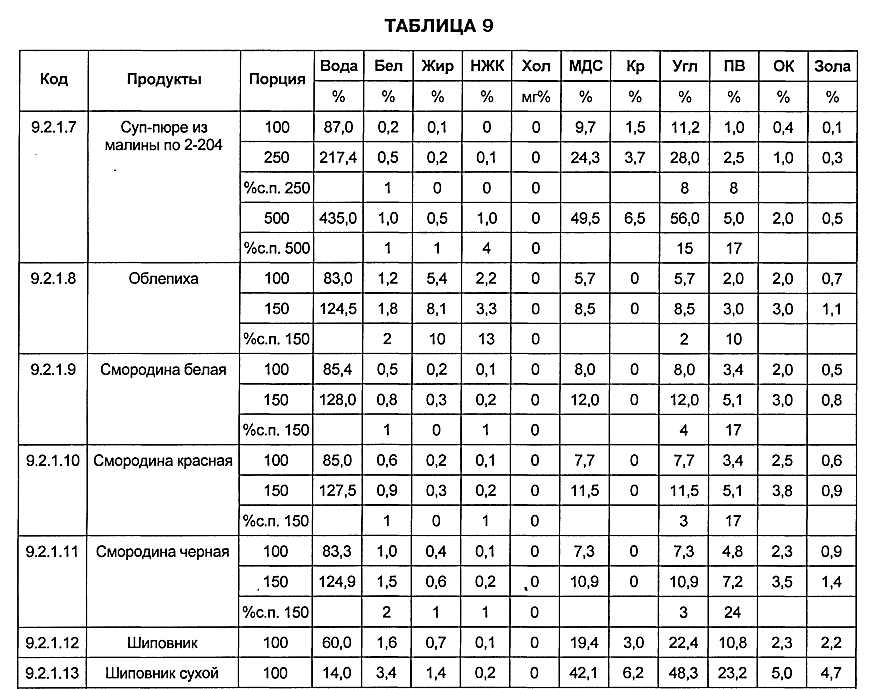 ТАБЛИЦА 9
Код Продукты Порция Вода Бел Жир НЖК Хол МДС Кр Угл ПВ ОК Зола
% % % % мг% % % % % % %
9.2.1.7 Суп-пюре из 100 87,0 0,2 0,1 0 0 9,7 1,5 11,2 1,0 0,4 0,1
малины по 2-204 250 217,4 0,5 0,2 0,1 0 24,3 3,7 28,0 2,5 1,0 0,3
%с.п. 250 1 0 0 0 8 8
500 435,0 1,0 0,5 1,0 0 49,5 6,5 56,0 5,0 2,0 0,5
%с.п. 500 1 1 4 0 15 17
9.2.1.8 Облепиха 100 83,0 1,2 5,4 2,2 0 5,7 0 5,7 2,0 2,0 0,7
150 124,5 1,8 8,1 3,3 0 8,5 0 8,5 3,0 3,0 1,1
%с.п. 150 2 10 13 0 2 10
9.2.1.9 Смородина белая 100 85,4 0,5 0,2 0,1 0 8,0 0 8,0 3,4 2,0 0,5
150 128,0 0,8 0,3 0,2 0 12,0 0 12,0 5,1 3,0 0,8
%с.п. 150 1 0 1 0 4 17
9.2.1.10 Смородина красная 100 85,0 0,6 0,2 0,1 0 7,7 0 7,7 3,4 2,5 0,6
150 127,5 0,9 0,3 0,2 0 11,5 0 11,5 5,1 3,8 0,9
%с.п. 150 1 0 1 0 3 17
9.2.1.11 Смородина черная 100 83,3 1,0 0,4 0,1 0 7,3 0 7,3 4,8 2,3 0,9
150 124,9 1,5 0,6 0,2 0 10,9 0 10,9 7,2 3,5 1,4
%с.п. 150 2 1 1 0 3 24
9.2.1.12 Шиповник 100 60,0 1,6 0,7 0,1 0 19,4 3,0 22,4 10,8 2,3 2,2
9.2.1.13 Шиповник сухой 100 14,0 3,4 1,4 0,2 0 42,1 6,2 48,3 23,2 5,0 4,7